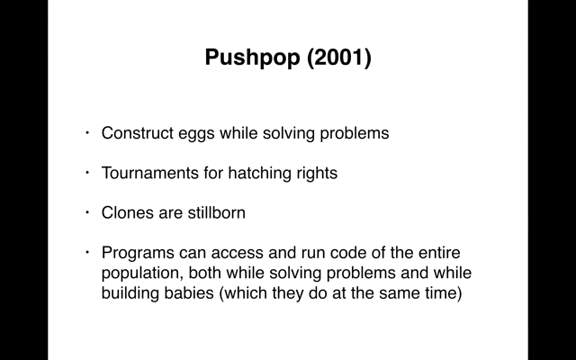 Pushpop (2001)
· Construct eggs while solving problems
· Tournaments for hatching rights
· Clones are stillborn
· Programs can access and run code of the entire
population, both while solving problems and while
building babies (which they do at the same time)